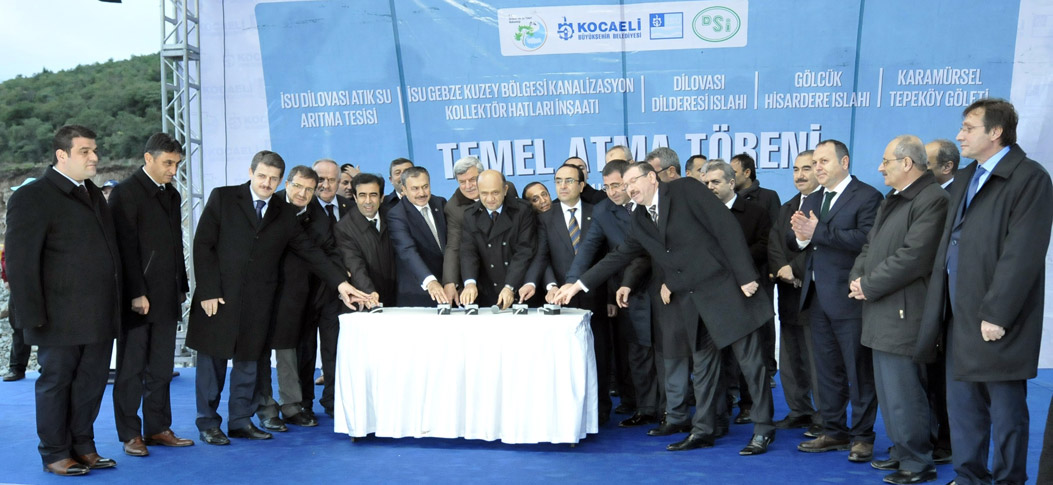 KOCAELİ
BÜYÜKŞEHİR BELEDİYESİ
DSİ
İSU DİLOVASI ATIK SU
ARITMA TESİSİ
İSU GEBZE KUZEY BÖLGESİ KANALİZASYON
KOLLEKTÖR HATLARI İNŞAATI
DİLOVASI
DİLDERESİ ISLAHI
GÖLCÜK
HİSARDERE ISLAHI
KARAMÜRSEL
TEPEKÖY GÖLETİ
TEMEL ATMA TÖRENİ